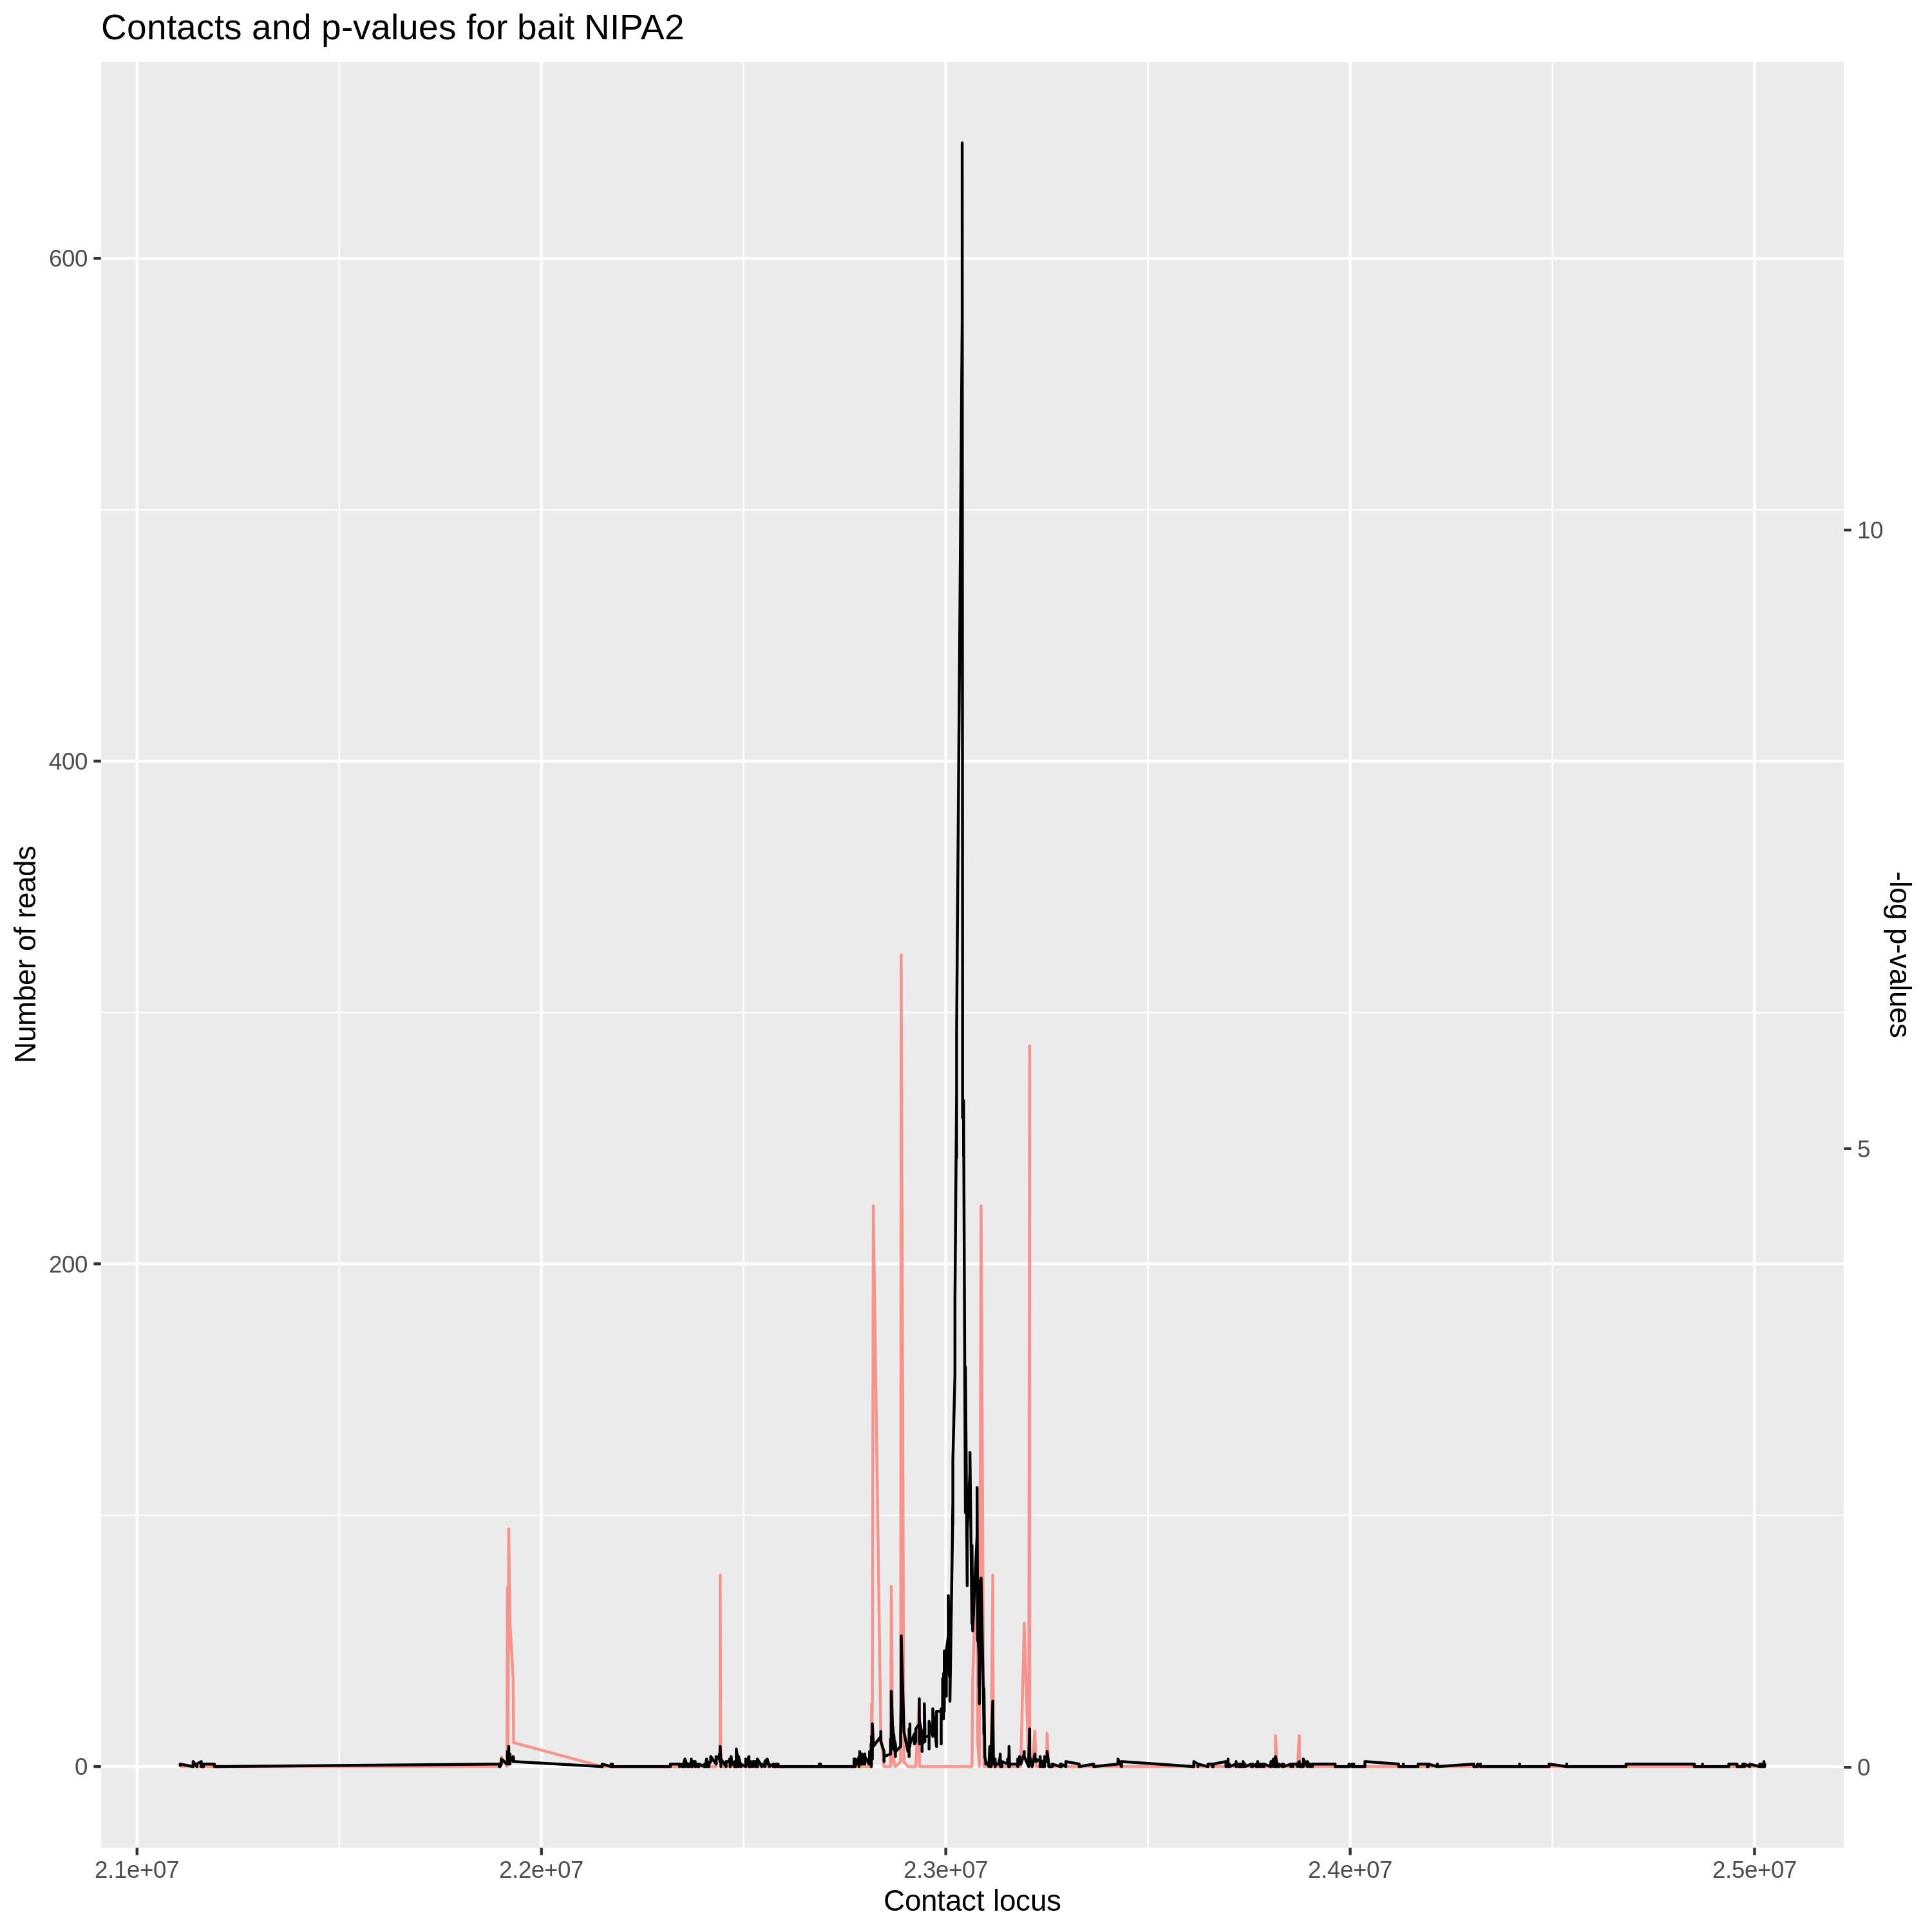 Contacts and p-values for bait NIPA2
600
400
200
0
Number of reads
10
5
0
-log p-values
2.1e+07 2.2e+07 2.3e+07 2.4e+07 2.5e+07
Contact locus